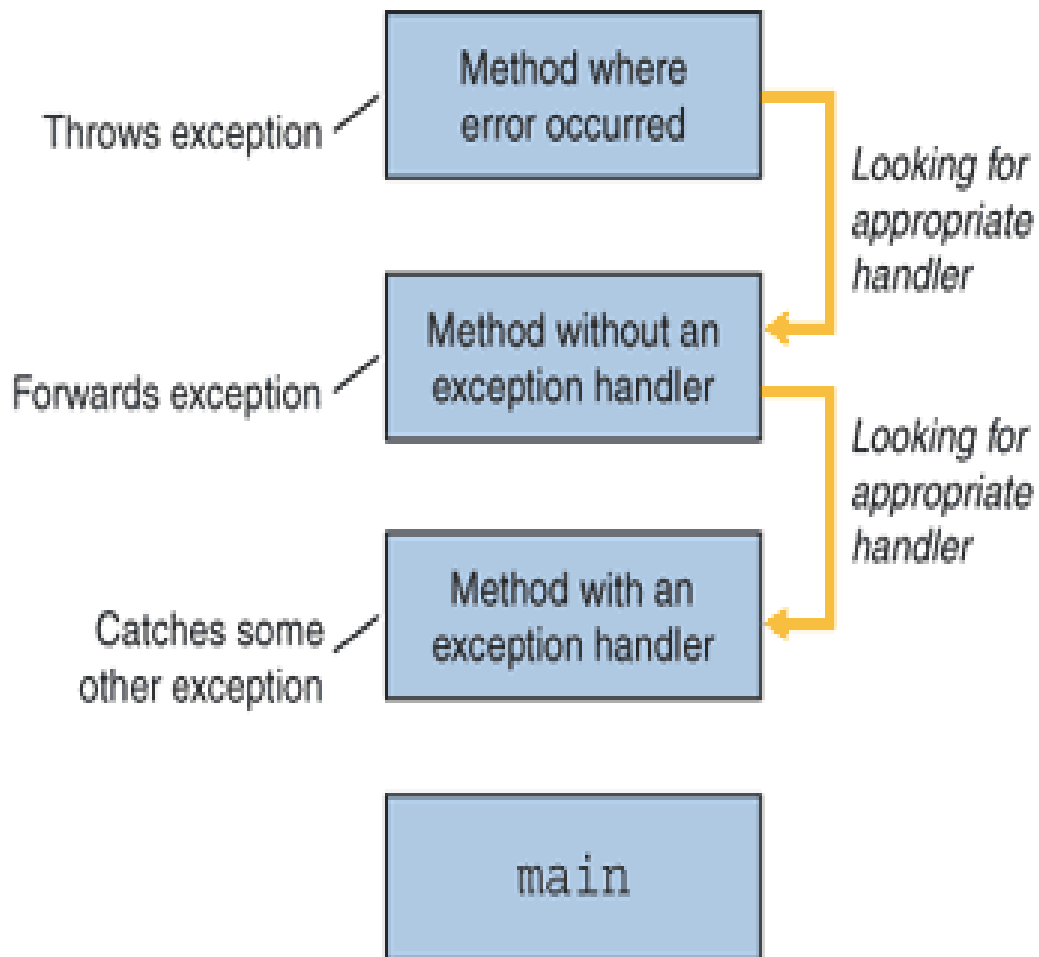 Method where
error occurred
Throws exception
Looking for
appropriate
handler
Method without an
exception handler
Forwards exception
Looking for
appropriate
handler
Method with an
exception handler
Catches some
other exception
main